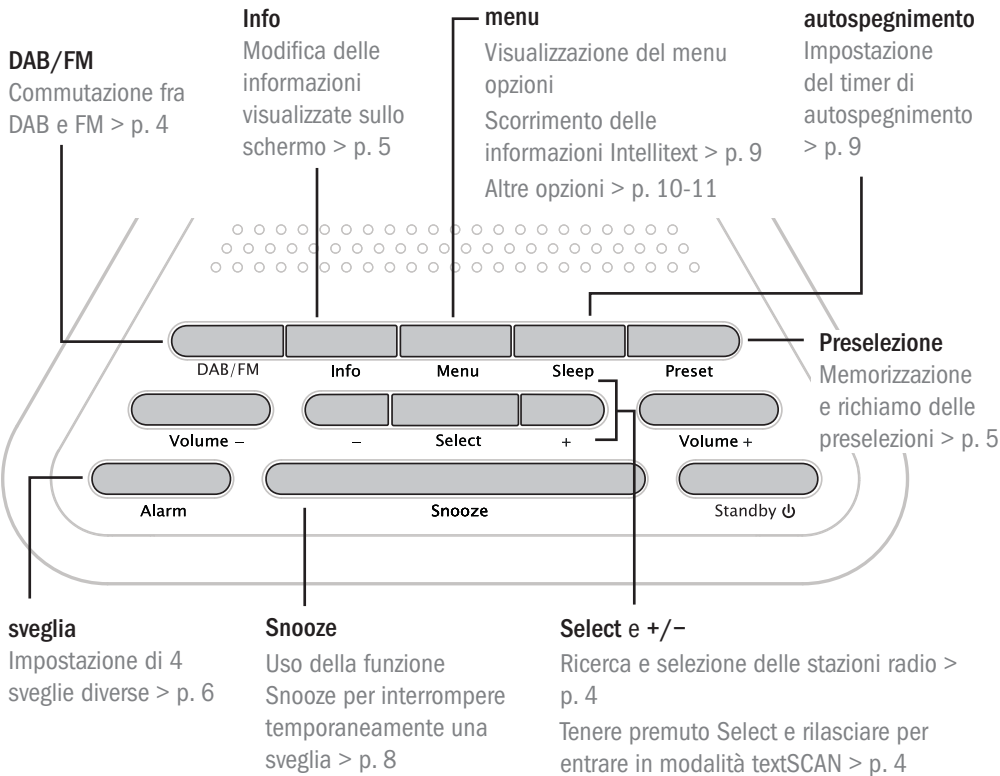 DAB/FM
Commutazione fra
DAB e FM > p. 4
Info
Modifica delle
informazioni
visualizzate sullo
schermo > p. 5
menu
Visualizzazione del menu
opzioni
Scorrimento delle
informazioni Intellitext > p. 9
Altre opzioni > p. 10-11
autospegnimento
Impostazione
del timer di
autospegnimento
> p. 9
DAB/FM
Info
Menu
Sleep
Preset
Preselezione
Memorizzazione
e richiamo delle
preselezioni > p. 5
Volume –
–
Select
+
Volume +
Alarm
Snooze
Standby ⏻
sveglia
Impostazione di 4
sveglie diverse > p. 6
Snooze
Uso della funzione
Snooze per interrompere
temporaneamente una
sveglia > p. 8
Select e +/−
Ricerca e selezione delle stazioni radio >
p. 4
Tenere premuto Select e rilasciare per
entrare in modalità textSCAN > p. 4